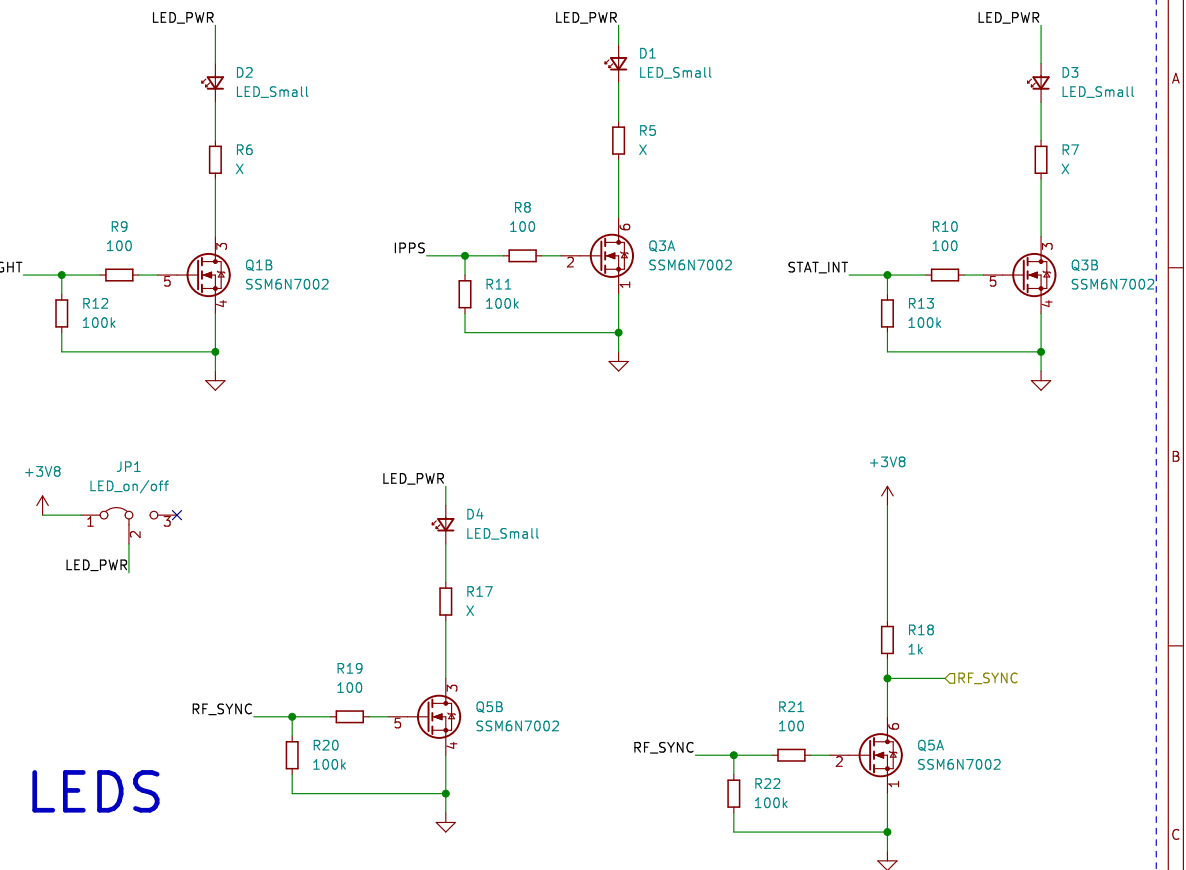 LED_PWR
D2
LED_Small
R6
X
R9
100
3
GHT
5
Q1B
SSM6N7002
R12
100k
4
LED_PWR
D1
LED_Small
R5
X
R8
100
6
IPPS
2
Q3A
SSM6N7002
R11
100k
1
LED_PWR
D3
LED_Small
R7
X
R10
100
3
STAT_INT
5
Q3B
SSM6N7002
R13
100k
4
A
B
C
+3V8
JP1
LED_on/off
1
2
3
LED_PWR
LED_PWR
D4
LED_Small
R17
X
R19
100
3
RF_SYNC
5
Q5B
SSM6N7002
R20
100k
4
+3V8
R18
1k
RF_SYNC
R21
100
6
RF_SYNC
2
Q5A
SSM6N7002
R22
100k
1
LEDS